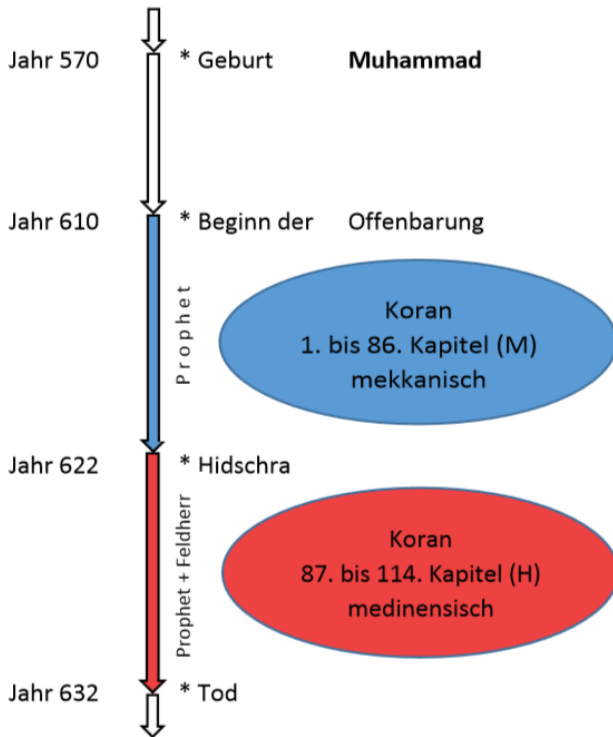 Jahr 570 * Geburt Muhammad
Jahr 610 * Beginn der Offenbarung
Prophet
Koran
1. bis 86. Kapitel (M)
mekkanisch
Jahr 622 * Hidschra
Prophet + Feldherr
Koran
87. bis 114. Kapitel (H)
medinensisch
Jahr 632 * Tod